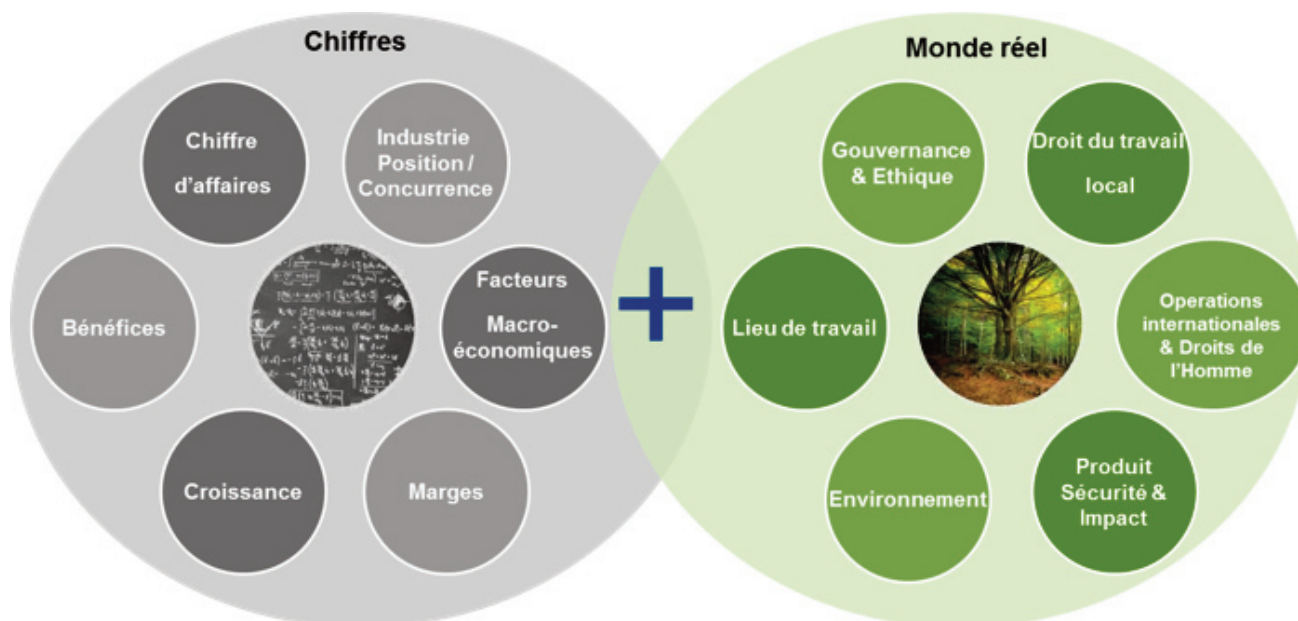 Chiffres
Chiffre
d'affaires
Industrie
Position /
Concurrence
Bénéfices
Facteurs
Macro-
économiques
Croissance
Marges
+
Monde réel
Gouvernance
& Ethique
Droit du travail
local
Lieu de travail
Operations
internationales
& Droits de
l'Homme
Environnement
Produit
Sécurité &
Impact